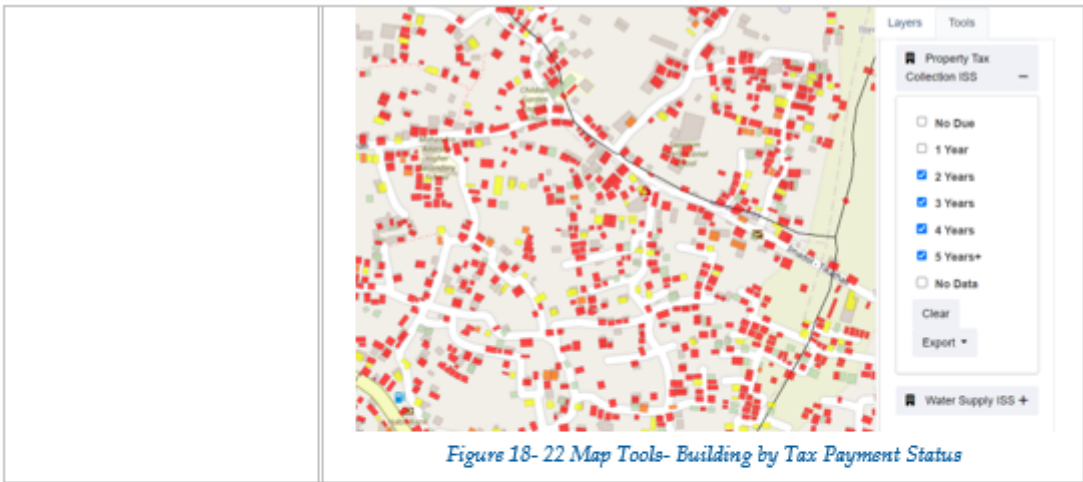 Layers Tools
Property Tax
Collection ISS −
No Due
1 Year
2 Years
3 Years
4 Years
5 Years+
No Data
Clear
Export
Water Supply ISS +
Figure 18- 22 Map Tools- Building by Tax Payment Status